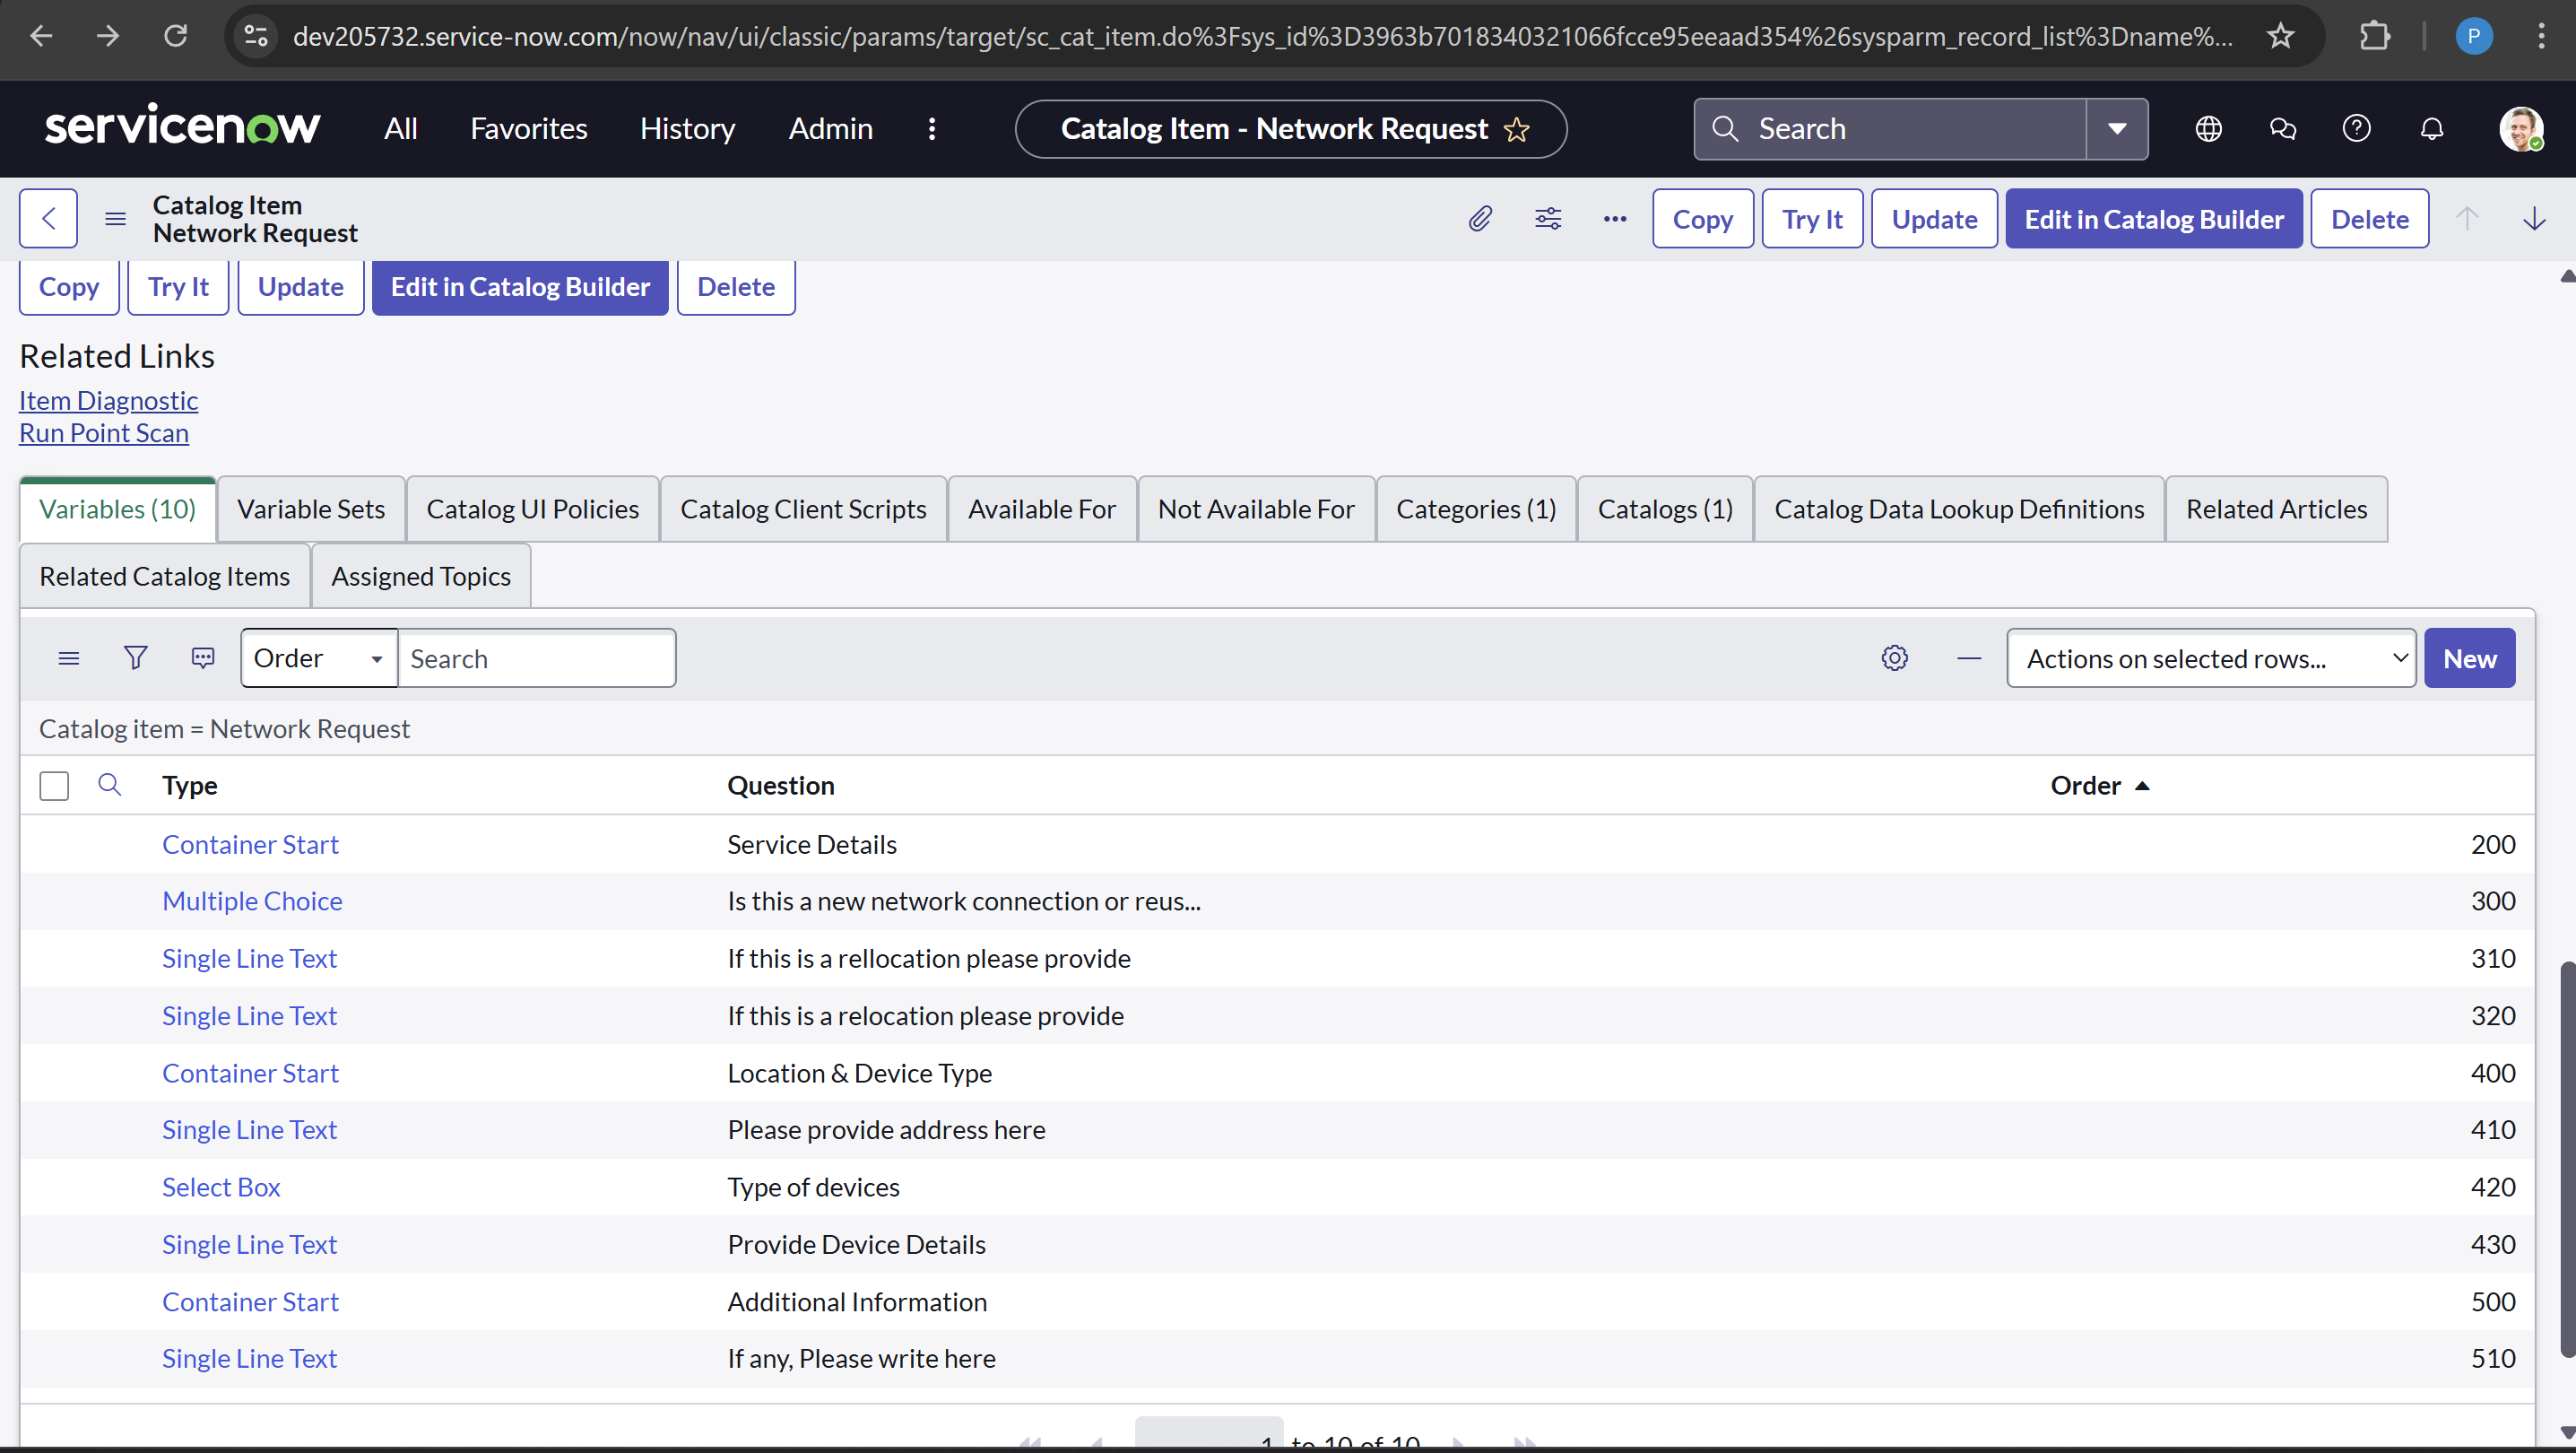 dev205732.service-now.com/now/nav/ui/classic/params/target/sc_cat_item.do%3Fsys_id%3D3963b7018340321066fcce95eeaad354%26sysparm_record_list%3Dname%...
P
servicenow All Favorites History Admin Catalog Item - Network Request Search
Catalog Item
Network Request
Copy Try It Update Edit in Catalog Builder Delete
Copy Try It Update Edit in Catalog Builder Delete
Related Links
Item Diagnostic
Run Point Scan
Variables (10) Variable Sets Catalog UI Policies Catalog Client Scripts Available For Not Available For Categories (1) Catalogs (1) Catalog Data Lookup Definitions Related Articles
Related Catalog Items Assigned Topics
Order Search Actions on selected rows... New
Catalog item = Network Request
Type Question Order
Container Start Service Details 200
Multiple Choice Is this a new network connection or reus... 300
Single Line Text If this is a rellocation please provide 310
Single Line Text If this is a relocation please provide 320
Container Start Location & Device Type 400
Single Line Text Please provide address here 410
Select Box Type of devices 420
Single Line Text Provide Device Details 430
Container Start Additional Information 500
Single Line Text If any, Please write here 510
1 to 10 of 10